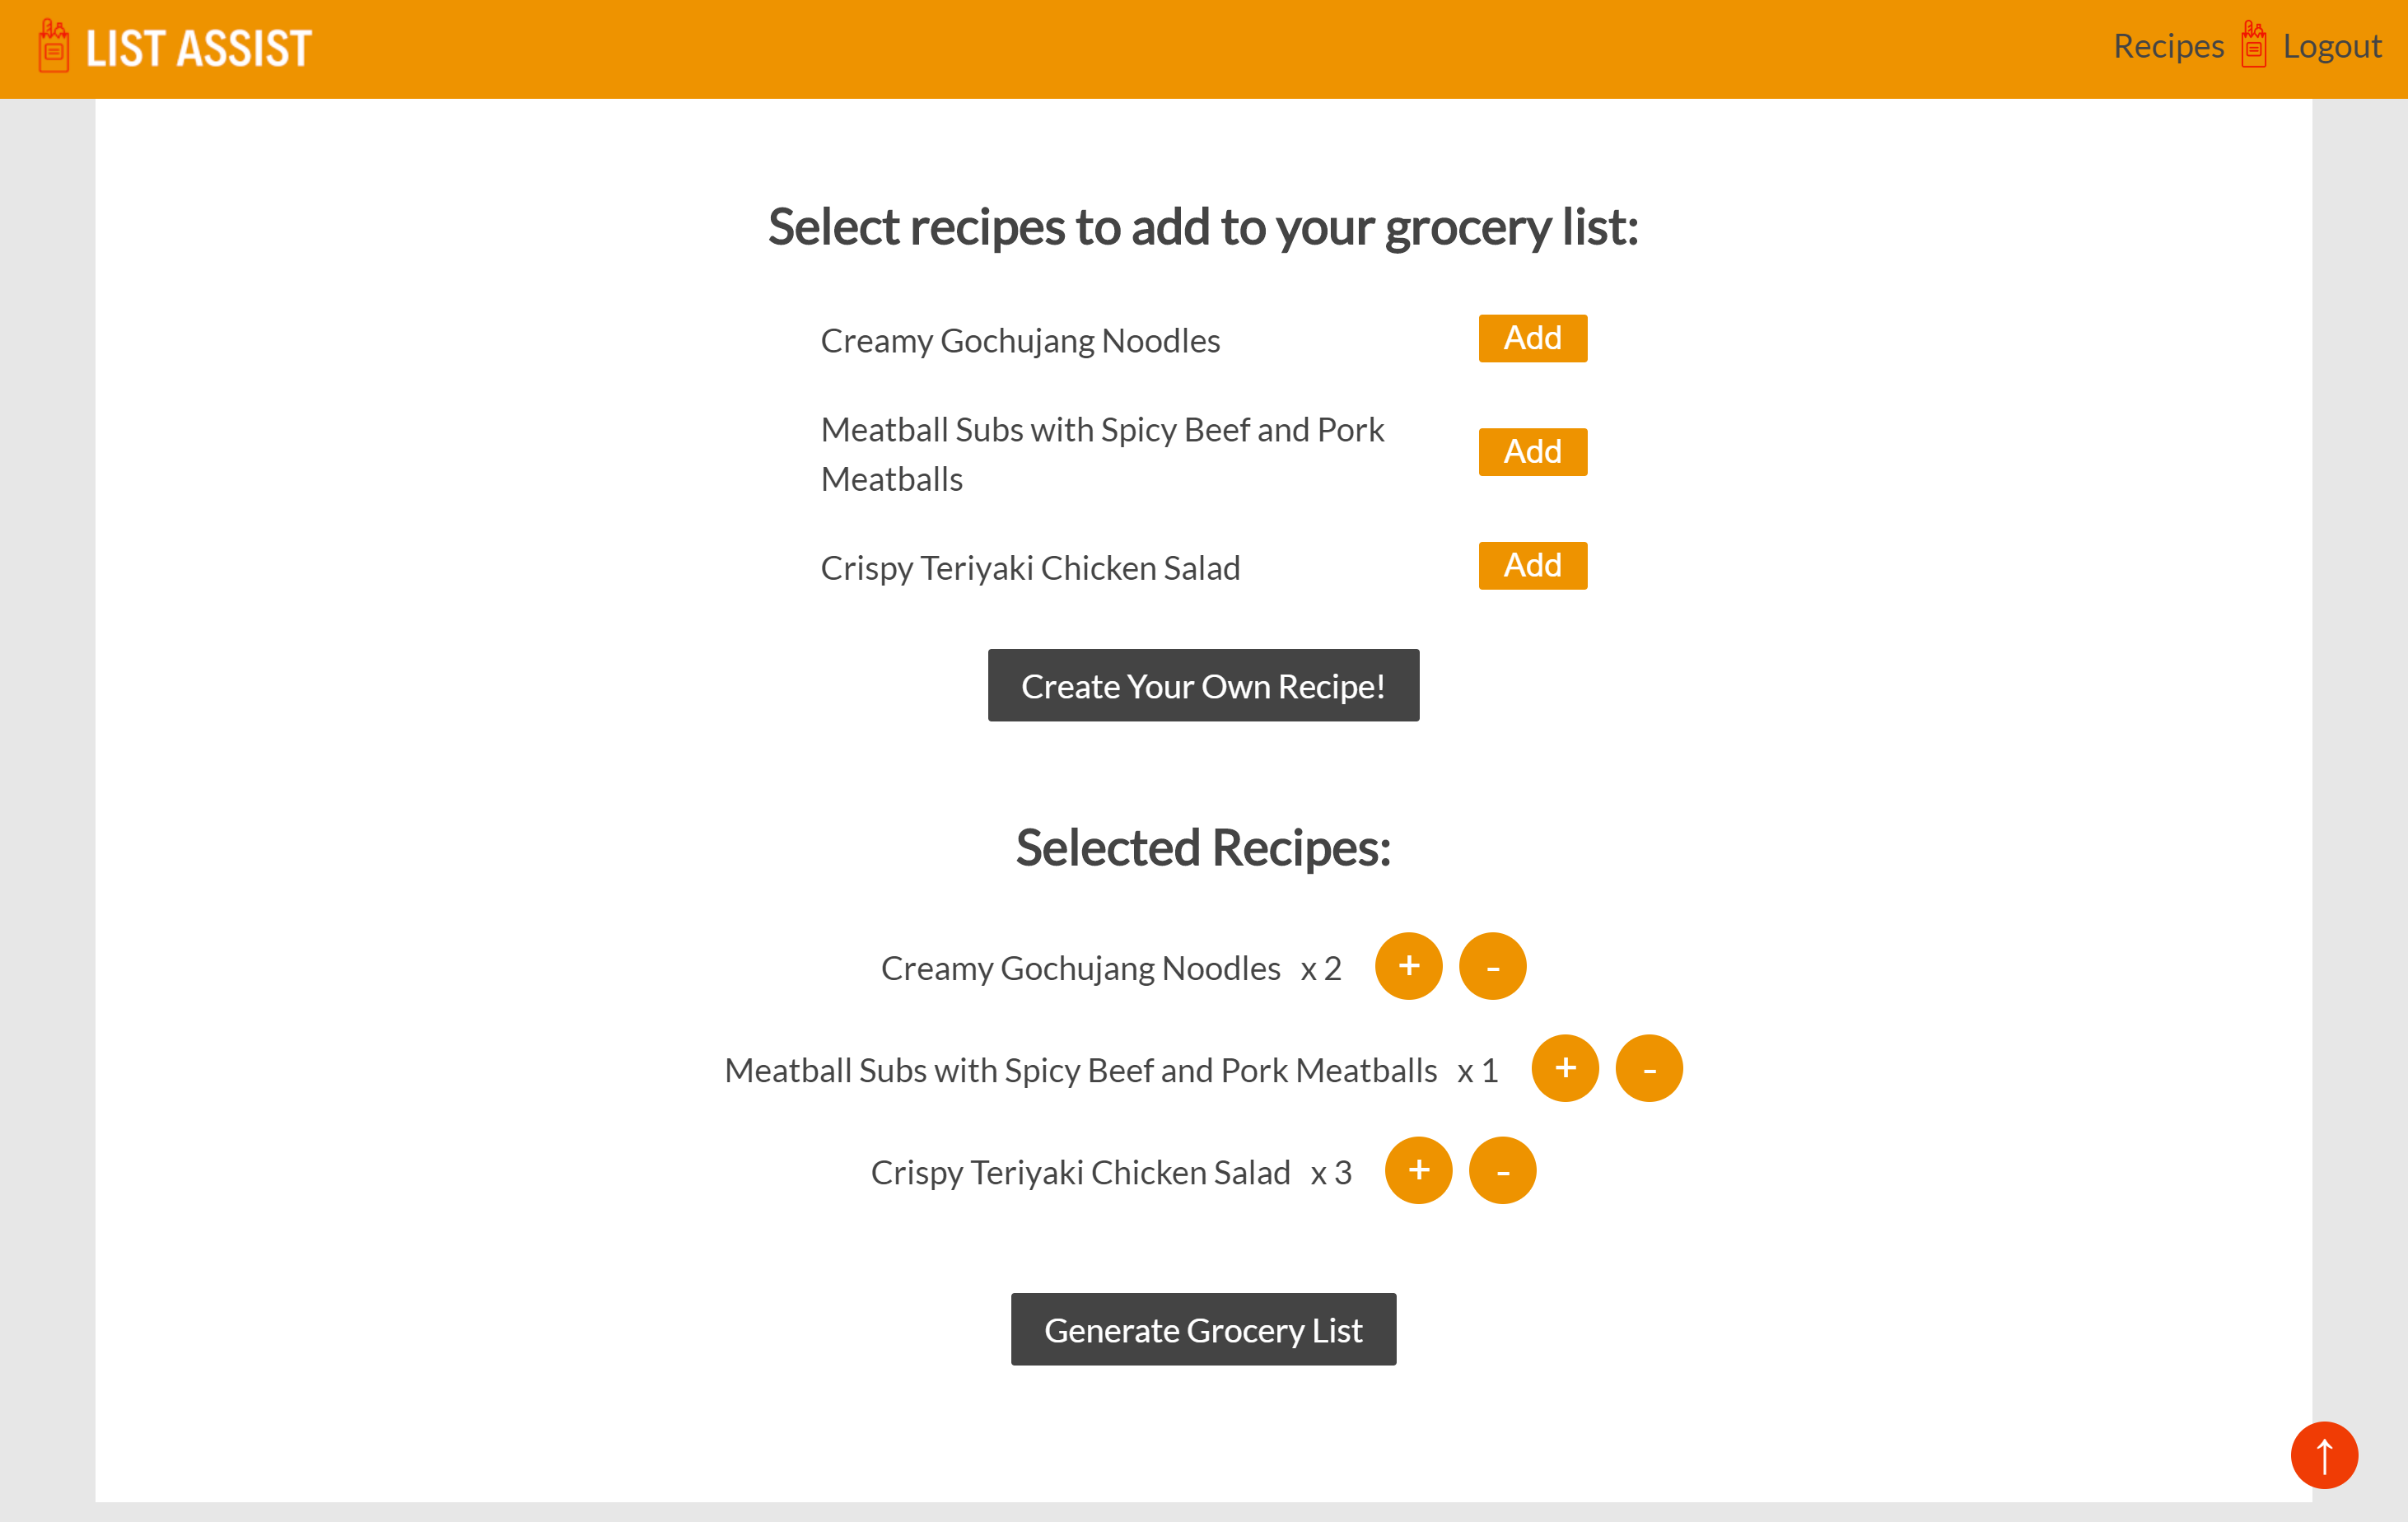 LIST ASSIST
Recipes Logout
Select recipes to add to your grocery list:
Creamy Gochujang Noodles Add
Meatball Subs with Spicy Beef and Pork
Meatballs
Add
Crispy Teriyaki Chicken Salad Add
Create Your Own Recipe!
Selected Recipes:
Creamy Gochujang Noodles x 2 + -
Meatball Subs with Spicy Beef and Pork Meatballs x 1 + -
Crispy Teriyaki Chicken Salad x 3 + -
Generate Grocery List
↑